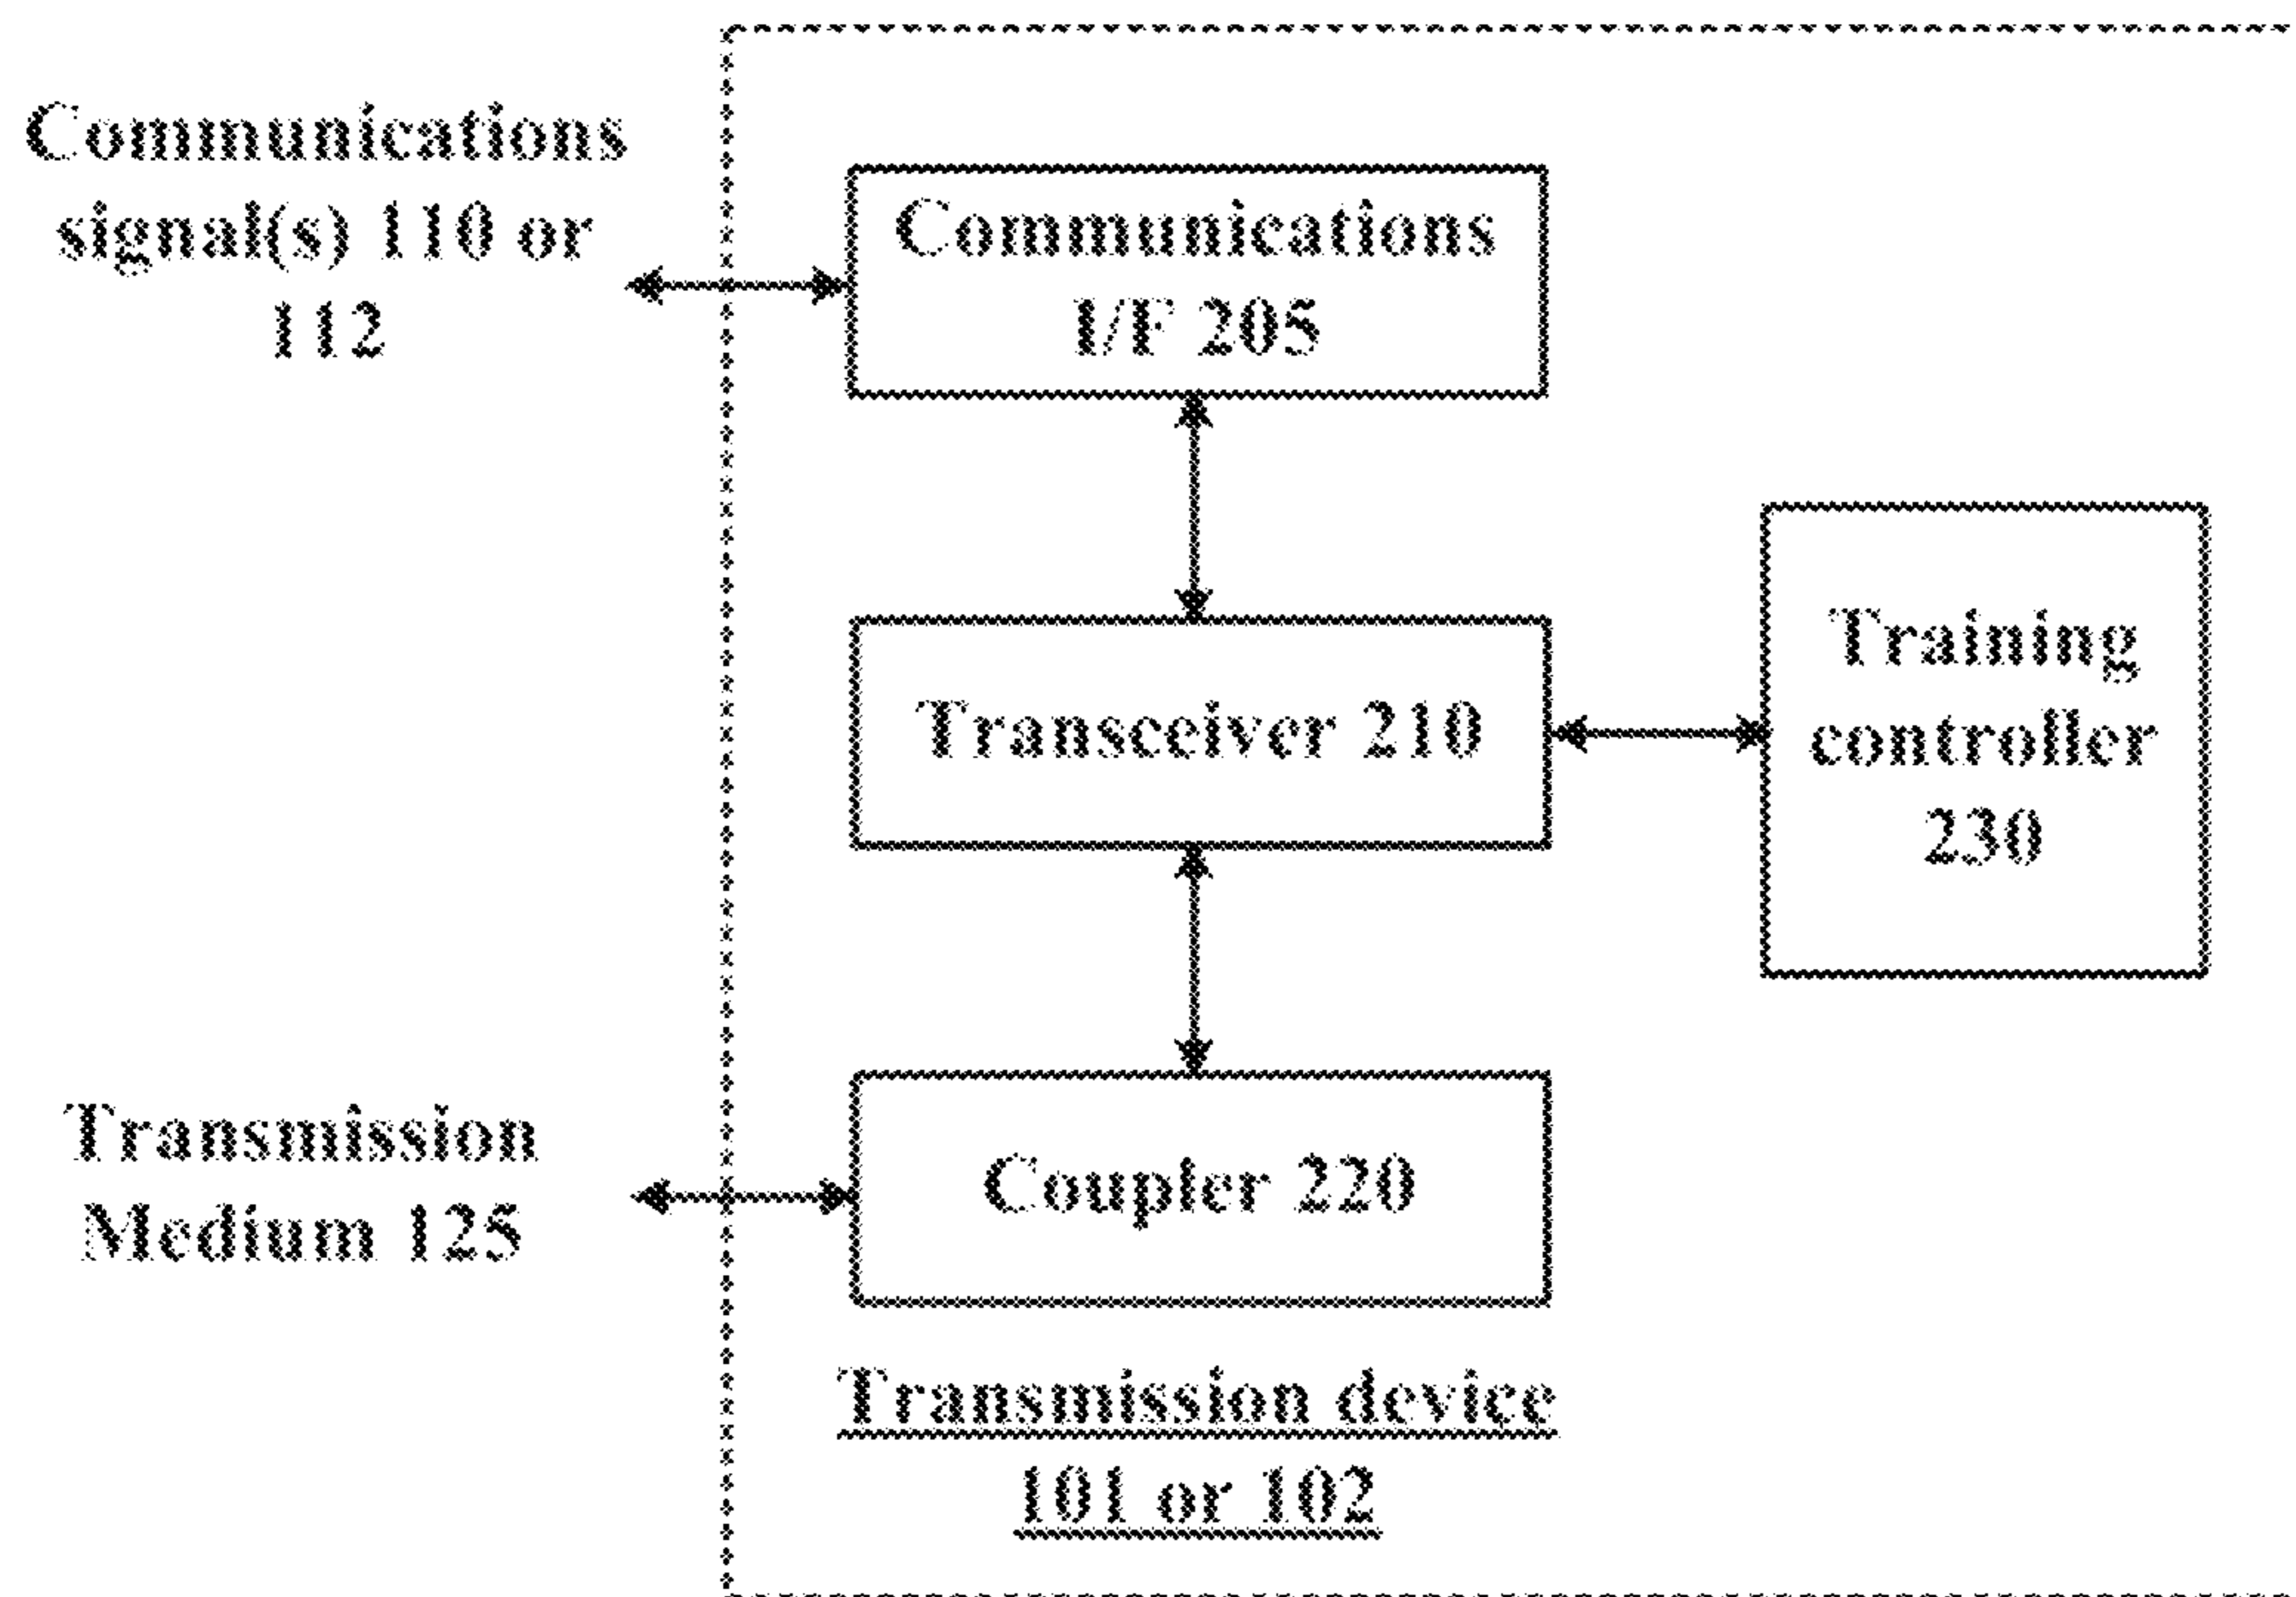 Communications
signal(s) 110 or
112
Communications
I/F 205
Transceiver 210
Training
controller
230
Transmission
Medium 125
Coupler 220
Transmission device
101 or 102